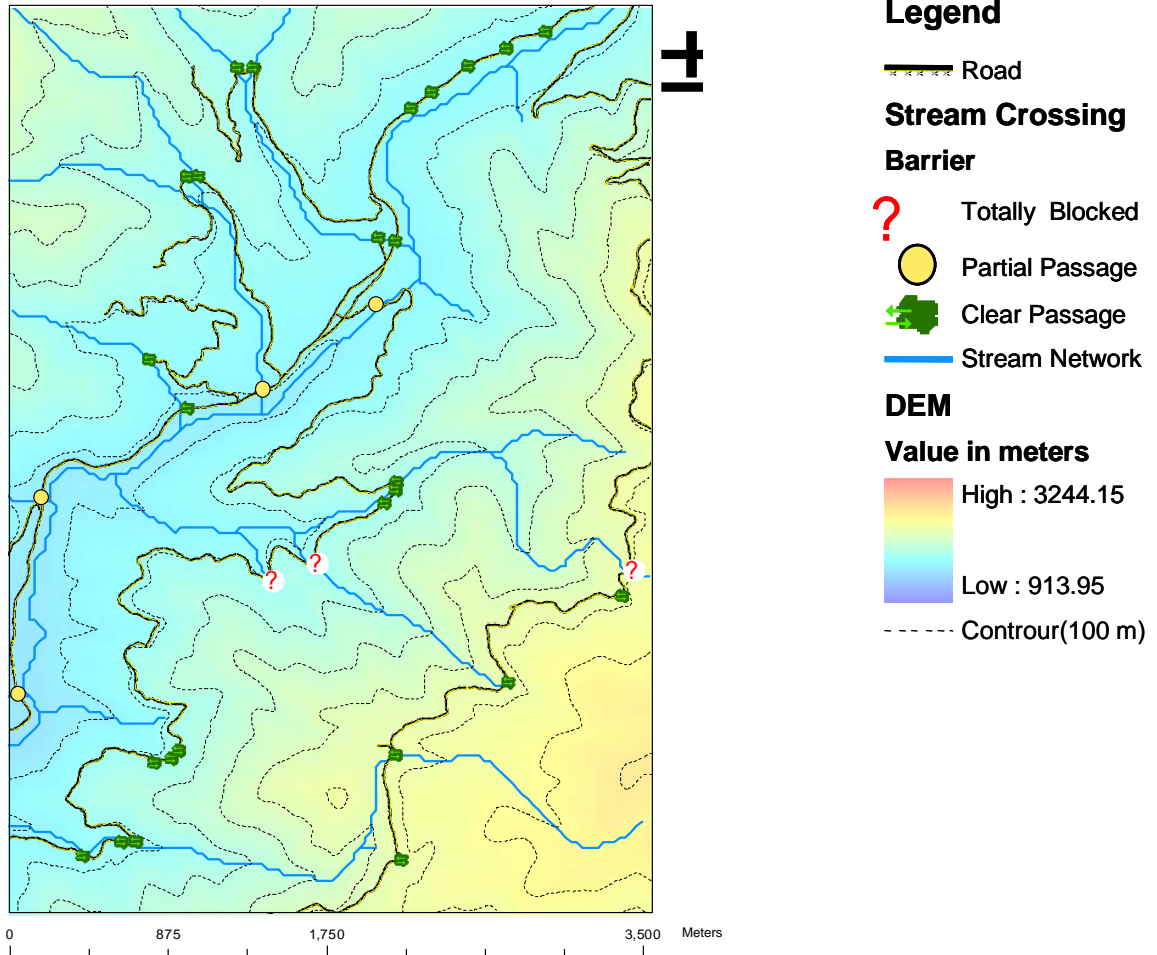 Legend
Road
Stream Crossing
Barrier
? Totally Blocked
Partial Passage
Clear Passage
Stream Network
DEM
Value in meters
High : 3244.15
Low : 913.95
Controur(100 m)
?
?
?
0 875 1,750 3,500 Meters